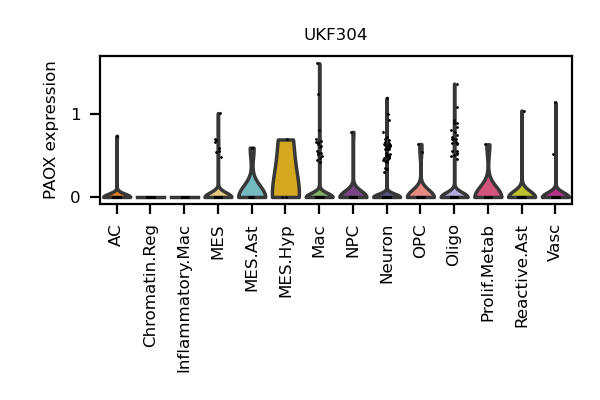 UKF304
PAOX expression
1
0
AC
Chromatin.Reg
Inflammatory.Mac
MES
MES.Ast
MES.Hyp
Mac
NPC
Neuron
OPC
Oligo
Prolif.Metab
Reactive.Ast
Vasc